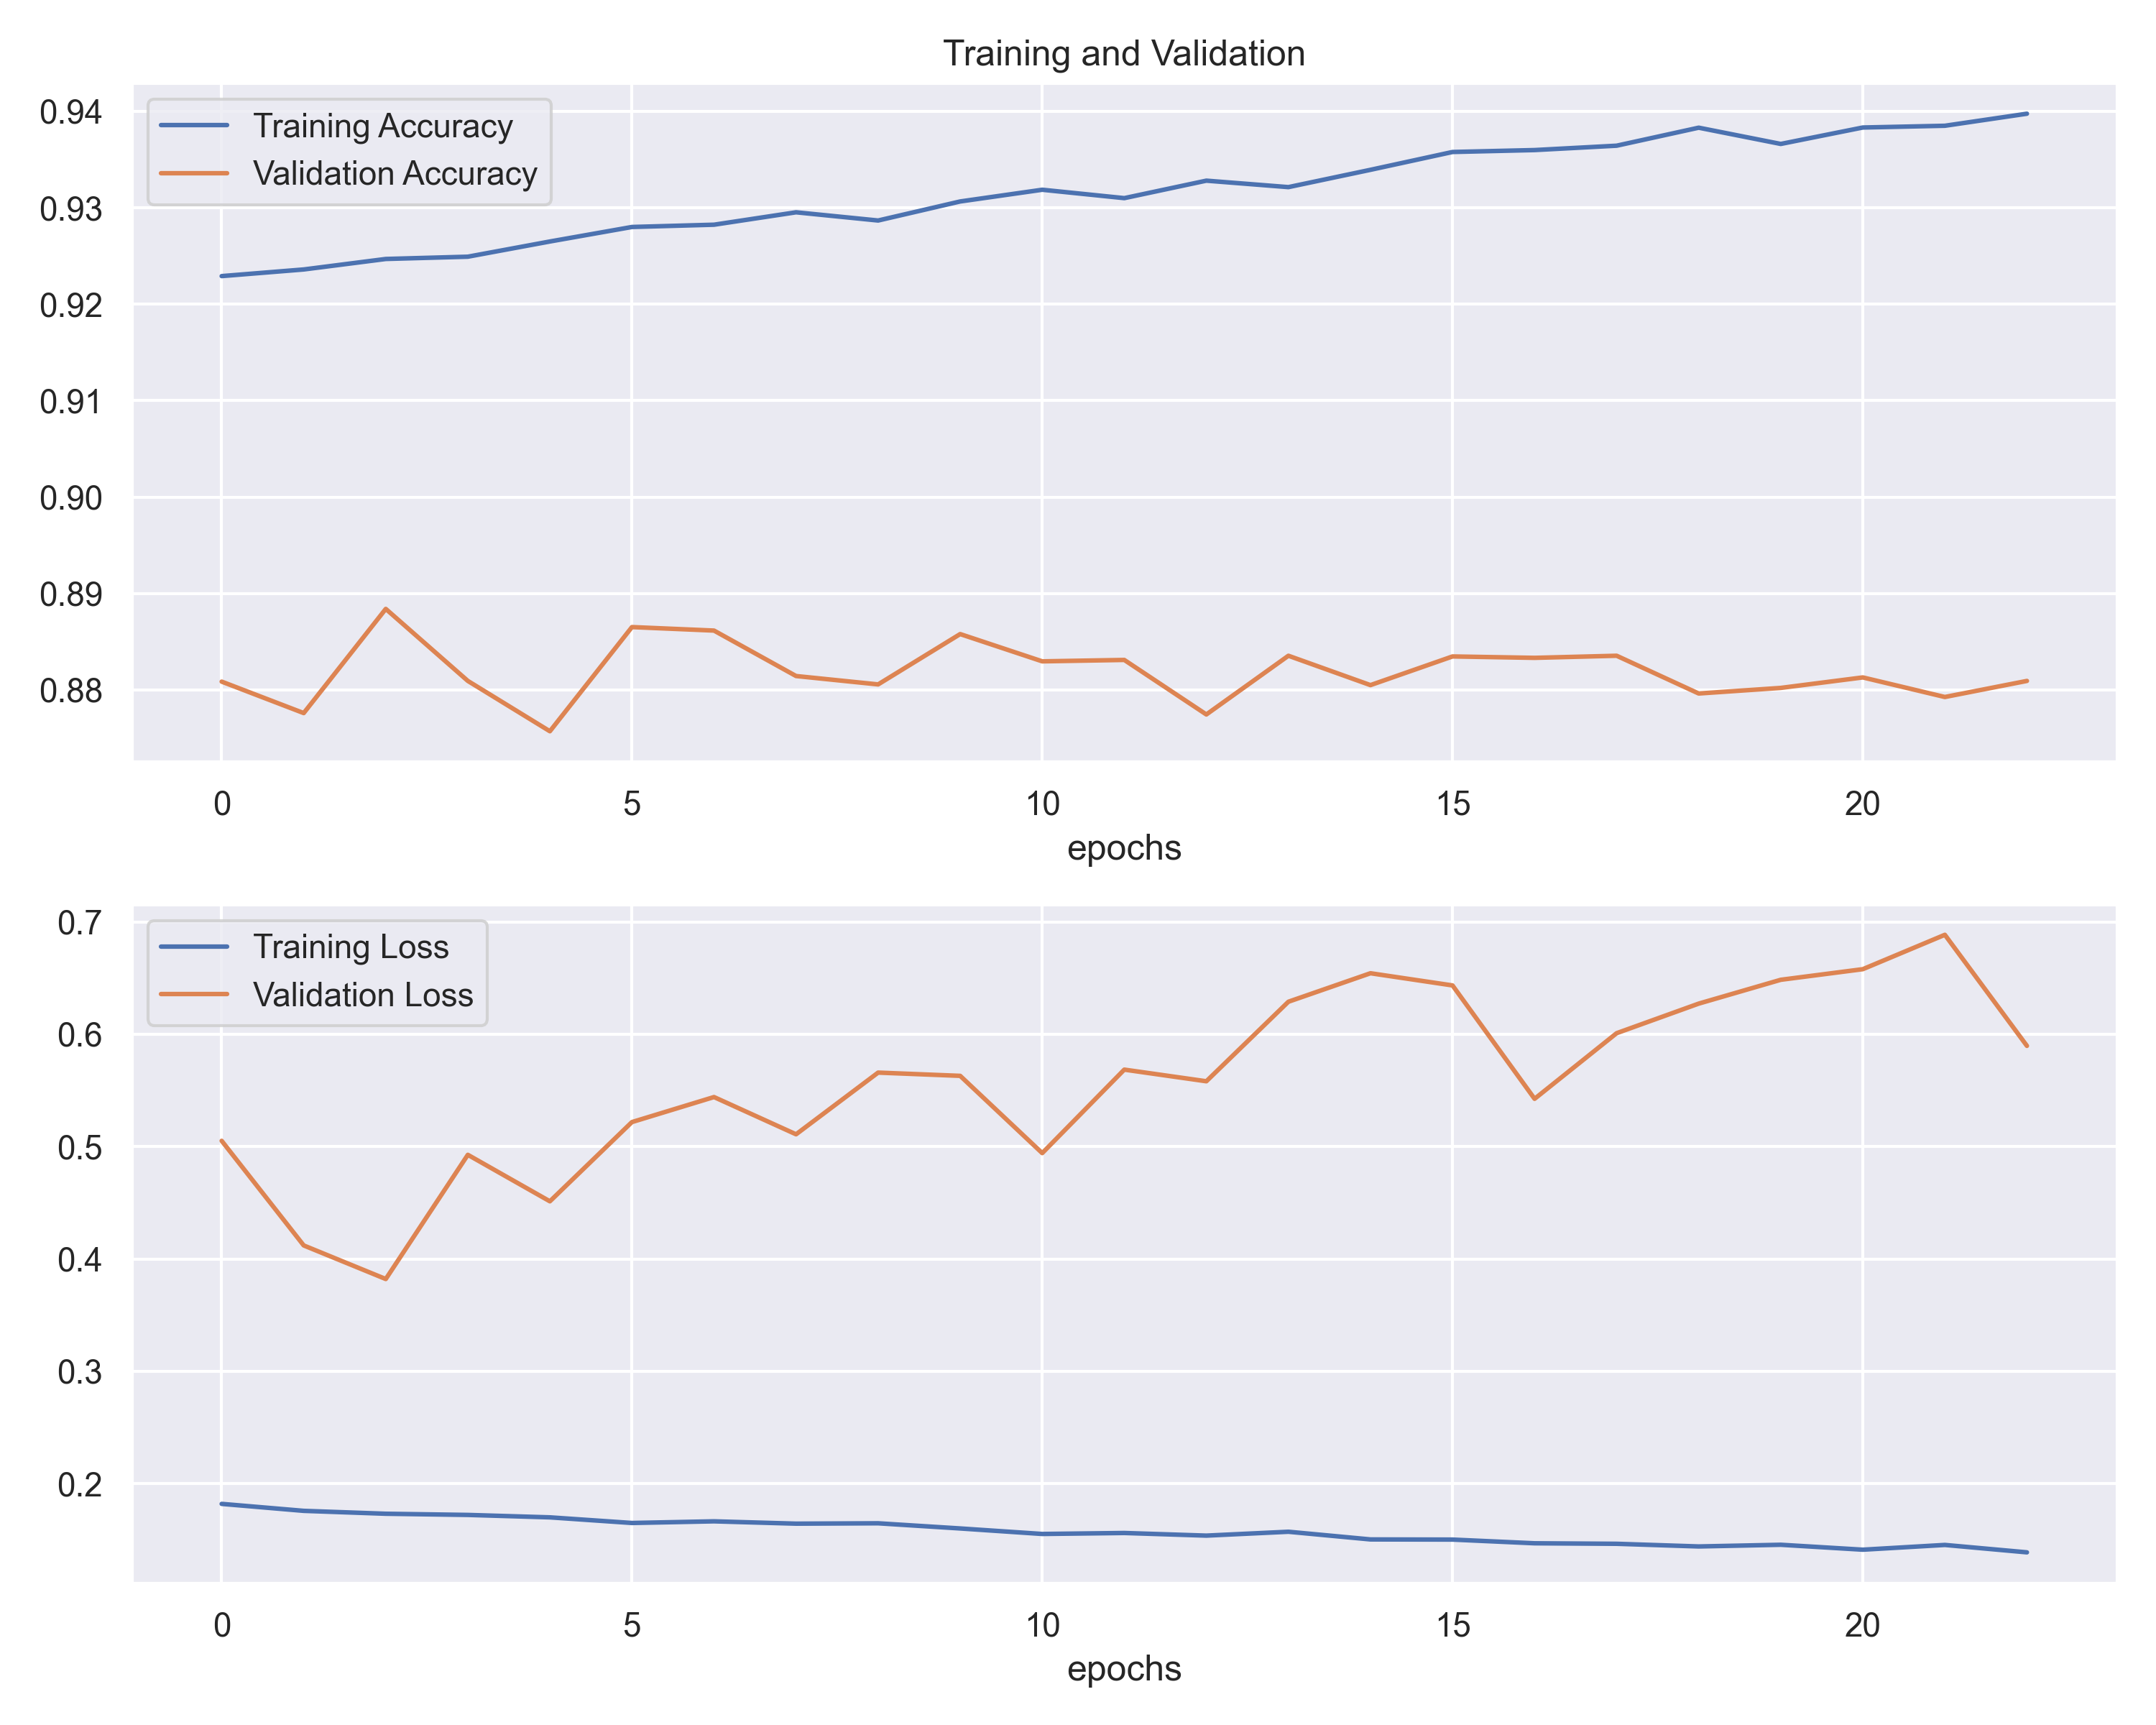 Training and Validation
0.94
0.93
0.92
0.91
0.90
0.89
0.88
Training Accuracy
Validation Accuracy
0 5 10 15 20
epochs
0.7
0.6
0.5
0.4
0.3
0.2
Training Loss
Validation Loss
0 5 10 15 20
epochs